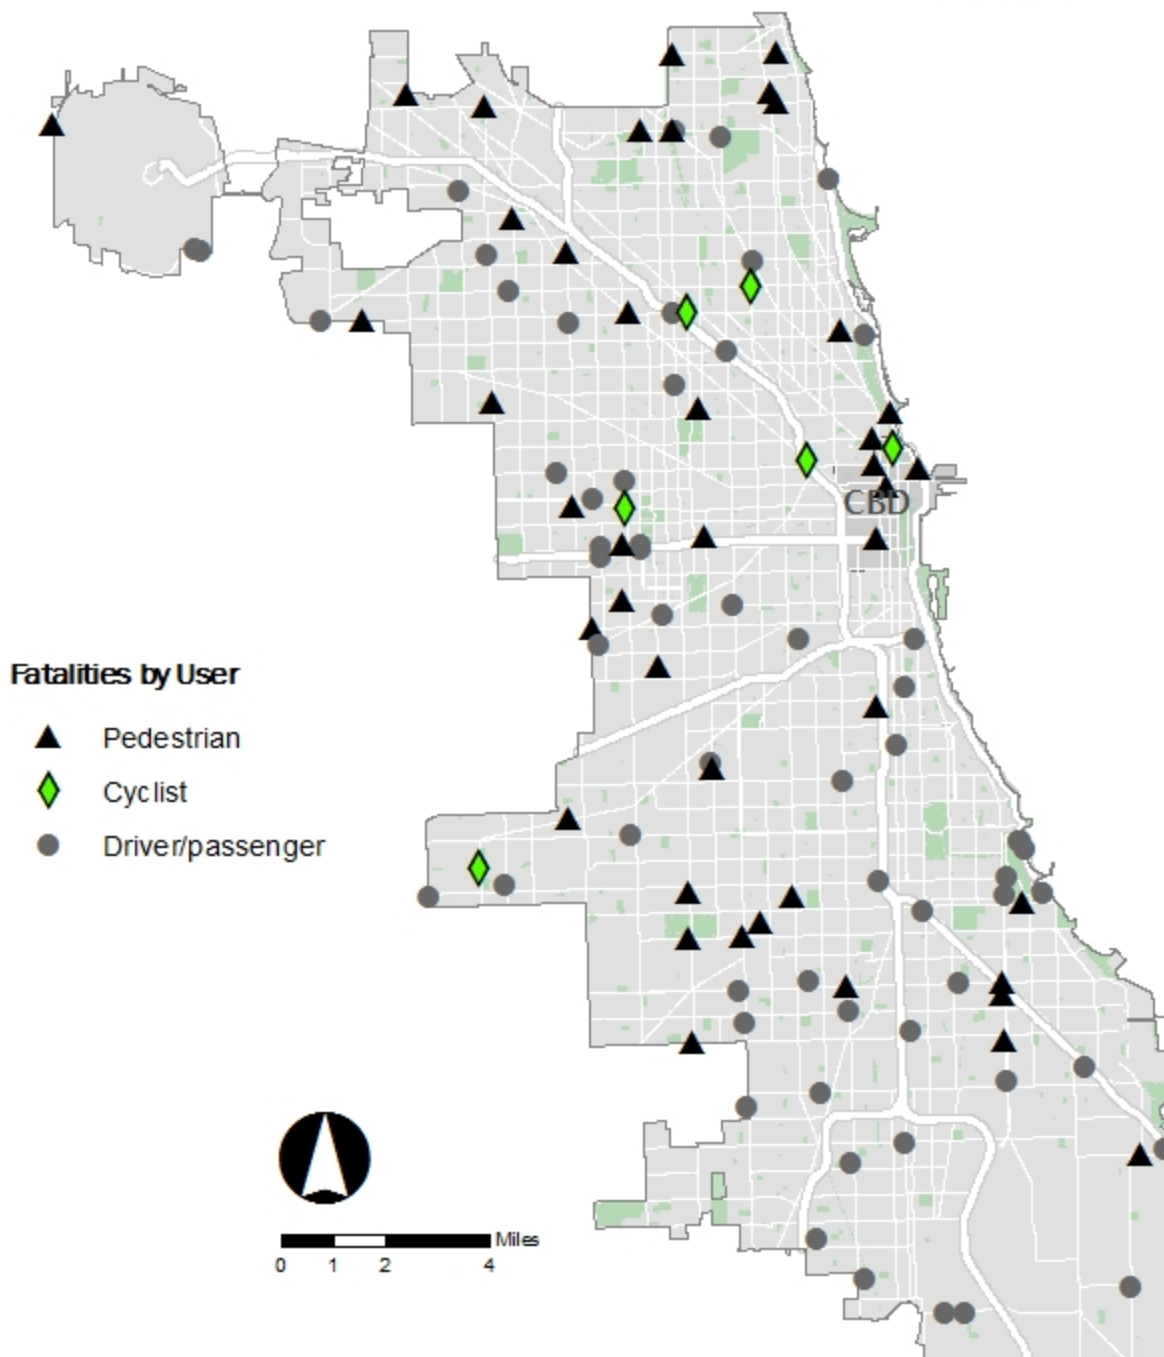 CBD
Fatalities by User
Pedestrian
Cyclist
Driver/passenger
Miles
0 1 2 4